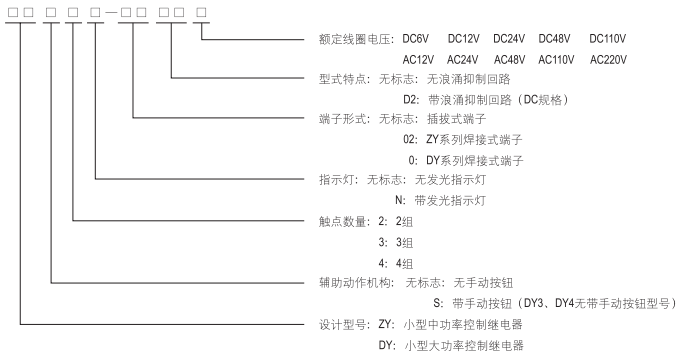 □□ □ □ □—□□ □□ □
额定线圈电压: DC6V DC12V DC24V DC48V DC110V
AC12V AC24V AC48V AC110V AC220V
型式特点: 无标志: 无浪涌抑制回路
D2: 带浪涌抑制回路 (DC规格)
端子形式: 无标志: 插拔式端子
02: ZY系列焊接式端子
0: DY系列焊接式端子
指示灯: 无标志: 无发光指示灯
N: 带发光指示灯
触点数量: 2: 2组
3: 3组
4: 4组
辅助动作机构: 无标志: 无手动按钮
S: 带手动按钮 (DY3、DY4无带手动按钮型号)
设计型号: ZY: 小型中功率控制继电器
DY: 小型大功率控制继电器